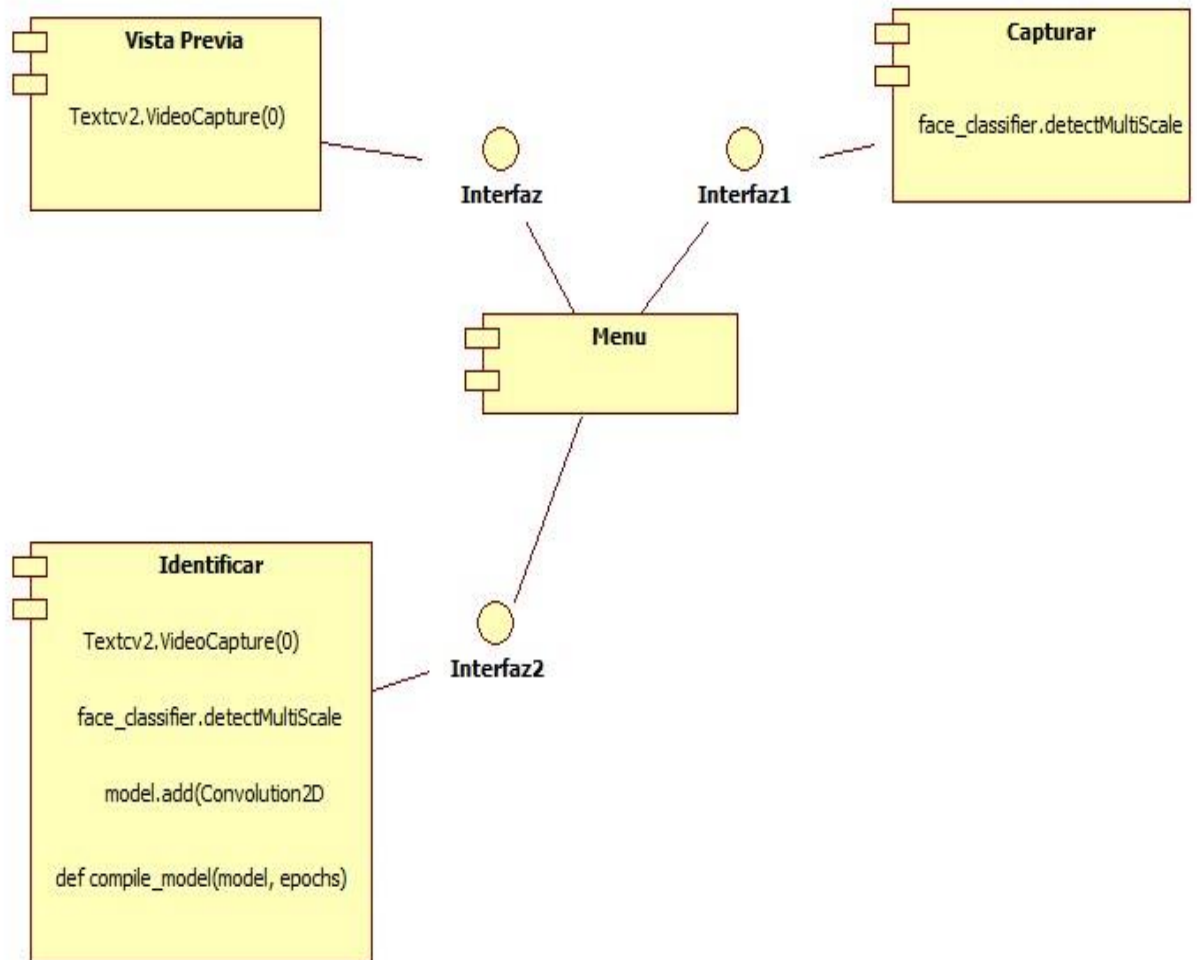 Vista Previa
Textcv2.VideoCapture(0)
Capturar
face_classifier.detectMultiScale
Interfaz
Interfaz1
Menu
Identificar
Textcv2.VideoCapture(0)
face_classifier.detectMultiScale
model.add(Convolution2D
def compile_model(model, epochs)
Interfaz2